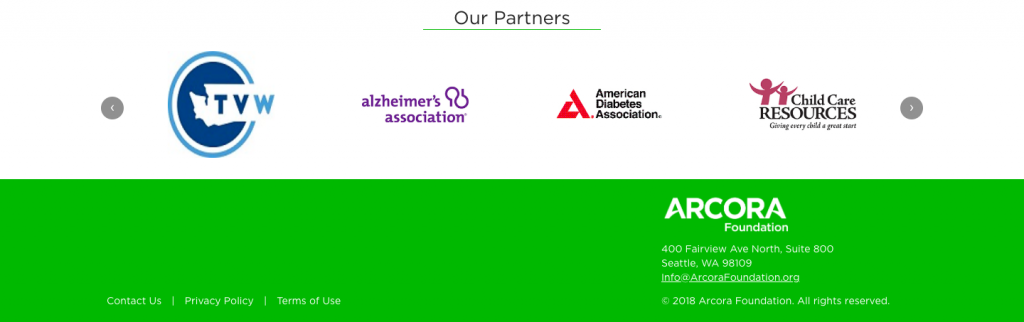 Our Partners
TVW
alzheimer's
association®
American
Diabetes
Association®
Child Care
RESOURCES
Giving every child a great start
ARCORA
Foundation
400 Fairview Ave North, Suite 800
Seattle, WA 98109
Info@ArcoraFoundation.org
Contact Us | Privacy Policy | Terms of Use
© 2018 Arcora Foundation. All rights reserved.